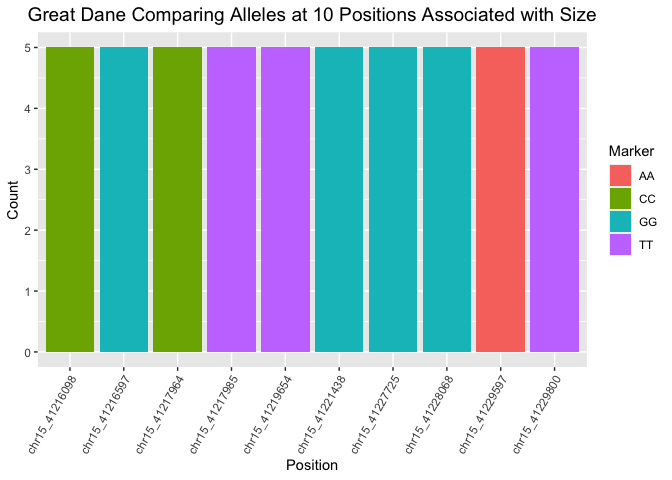 Great Dane Comparing Alleles at 10 Positions Associated with Size
Count
5
4
3
2
1
0
chr15_41216098
chr15_41216597
chr15_41217964
chr15_41217985
chr15_41219654
chr15_41221438
chr15_41227725
chr15_41228068
chr15_41229597
chr15_41229800
Position
Marker
AA
CC
GG
TT